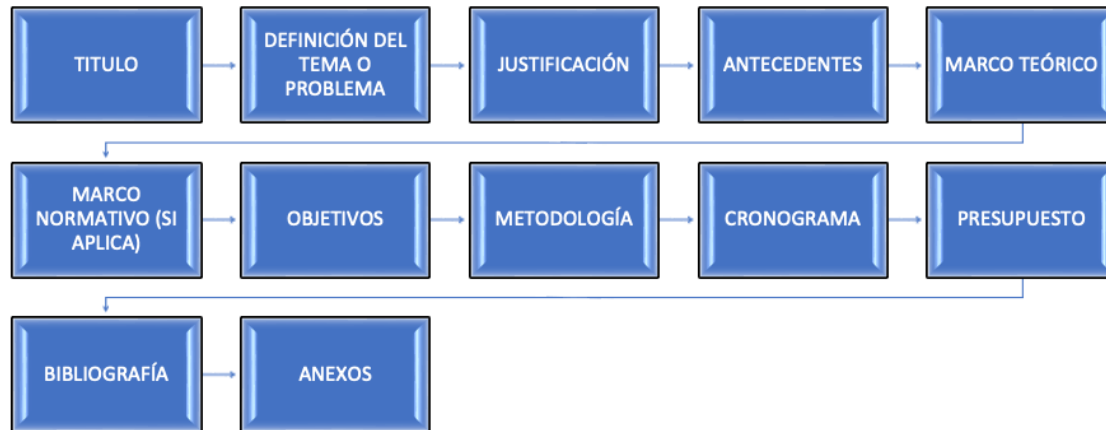 TITULO
DEFINICIÓN DEL
TEMA O
PROBLEMA
JUSTIFICACIÓN
ANTECEDENTES
MARCO TEÓRICO
MARCO
NORMATIVO (SI
APLICA)
OBJETIVOS
METODOLOGÍA
CRONOGRAMA
PRESUPUESTO
BIBLIOGRAFÍA
ANEXOS